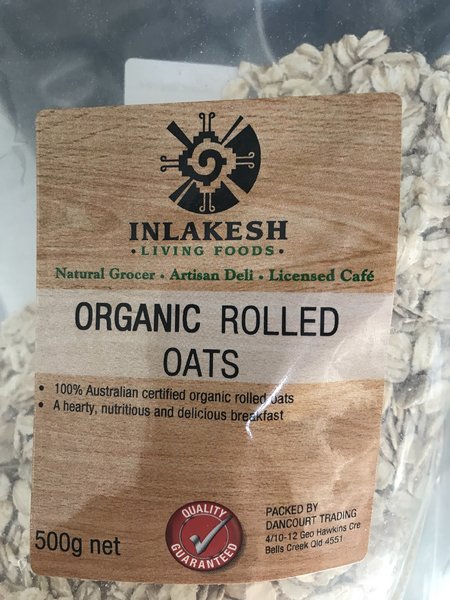 INLAKESH
• LIVING FOODS •
Natural Grocer • Artisan Deli • Licensed Café
ORGANIC ROLLED
OATS
• 100% Australian certified organic rolled oats
• A hearty, nutritious and delicious breakfast
500g net
QUALITY
GUARANTEED
PACKED BY
DANCOURT TRADING
4/10-12 Geo Hawkins Cre
Bells Creek Qld 4551